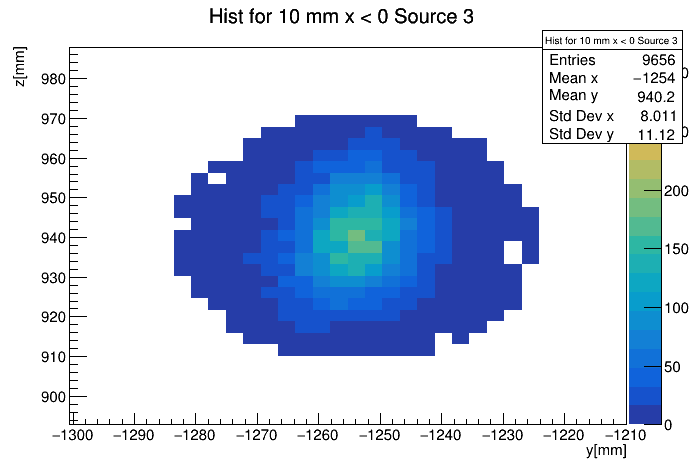 Hist for 10 mm x < 0 Source 3
z[mm]
Hist for 10 mm x < 0 Source 3
Entries 9656
Mean x −1254
Mean y 940.2
Std Dev x 8.011
Std Dev y 11.12
980
970
960
950
940
930
920
910
900
200
150
100
50
0
−1300 −1290 −1280 −1270 −1260 −1250 −1240 −1230 −1220 −1210
y[mm]